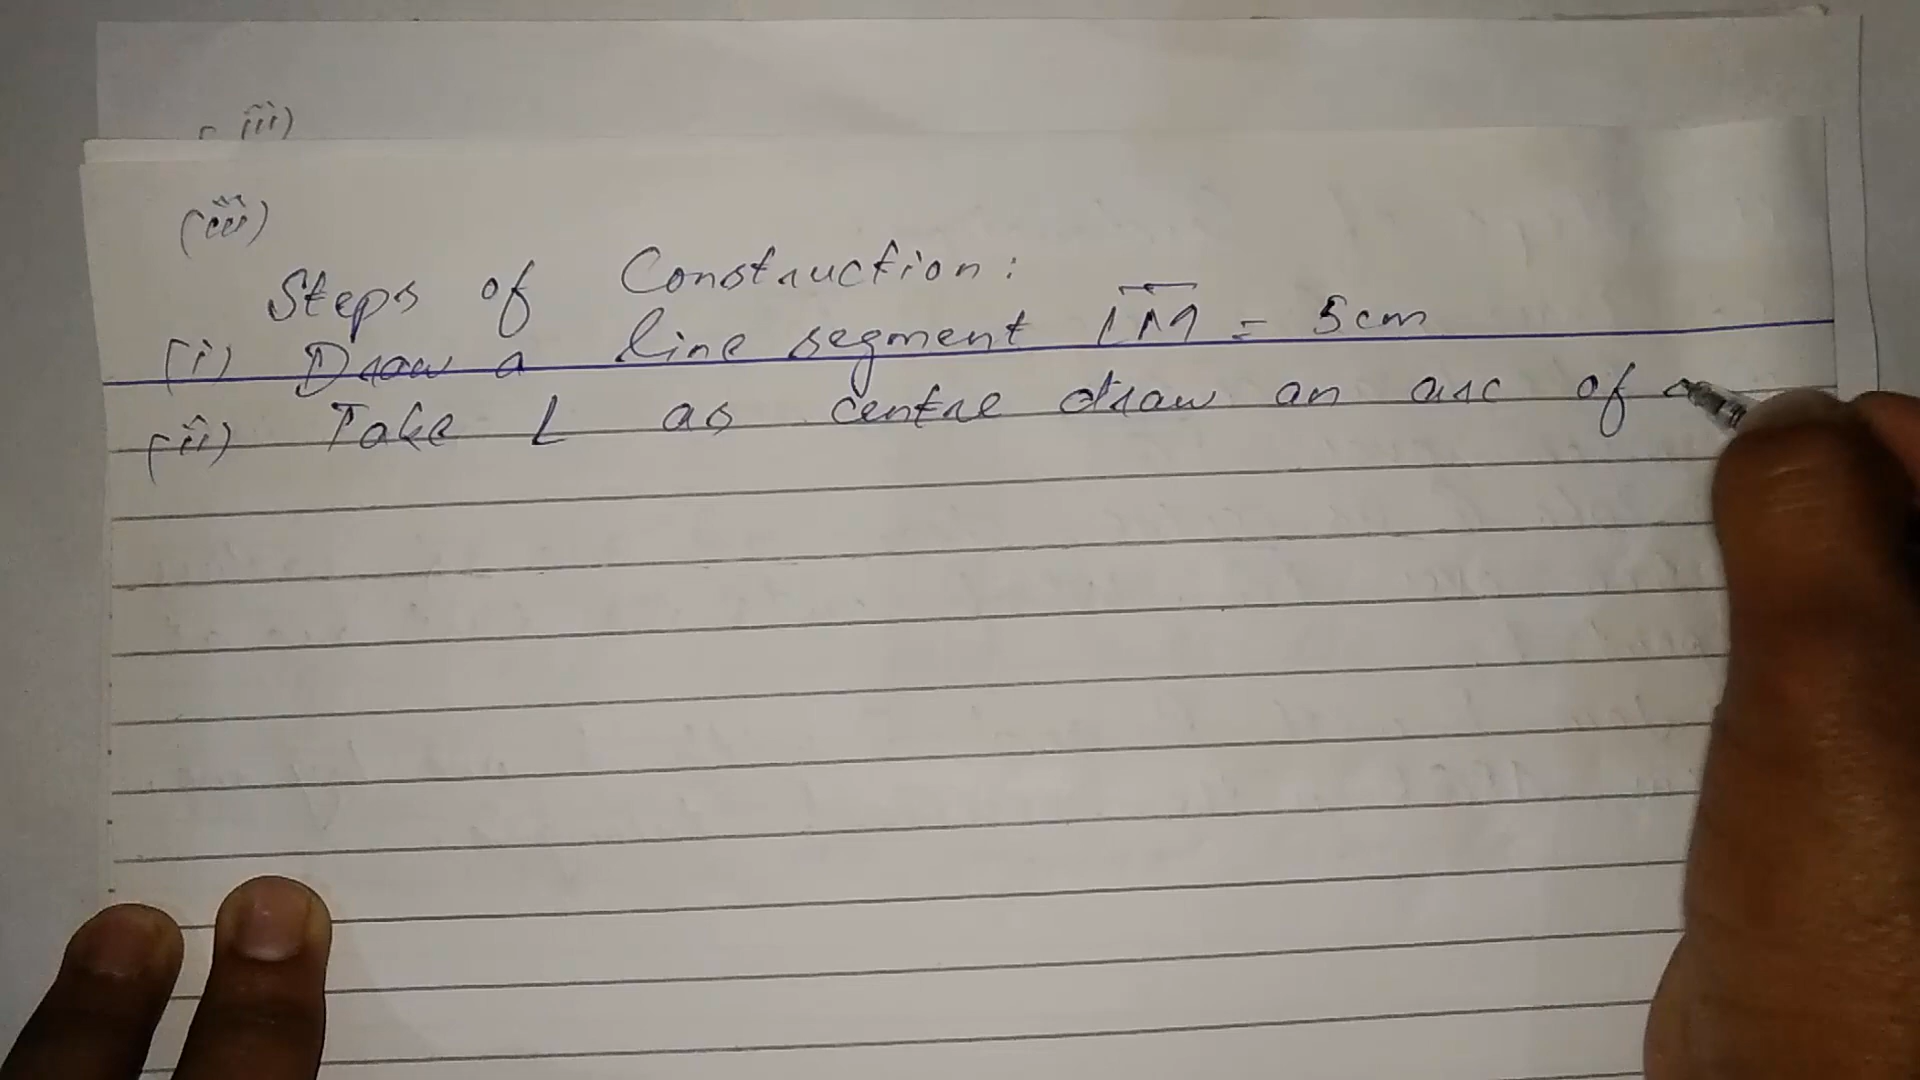 iii)
(iii)
Steps of Construction:
(i) Draw a line segment LM = 5cm
(ii) Take L as centre draw an arc of